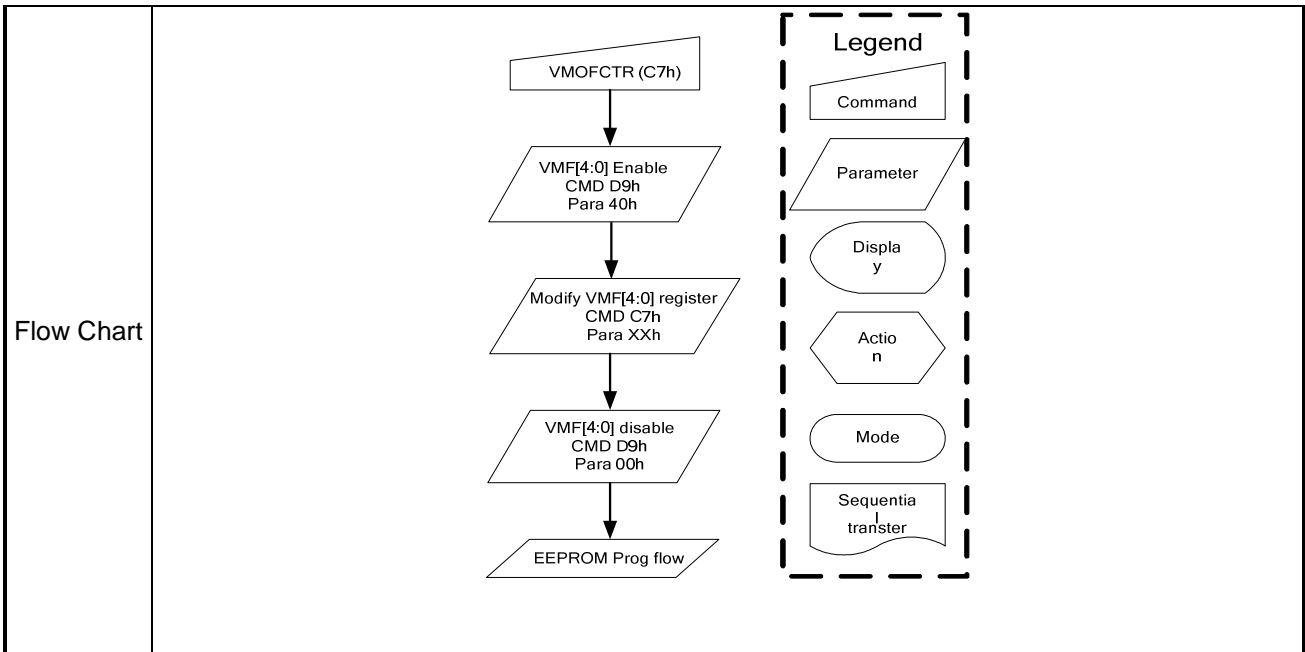 Flow Chart
VMOFCTR (C7h)
VMF[4:0] Enable
CMD D9h
Para 40h
Modify VMF[4:0] register
CMD C7h
Para XXh
VMF[4:0] disable
CMD D9h
Para 00h
EEPROM Prog flow
Legend
Command
Parameter
Displa
y
Actio
n
Mode
Sequentia
l
transter